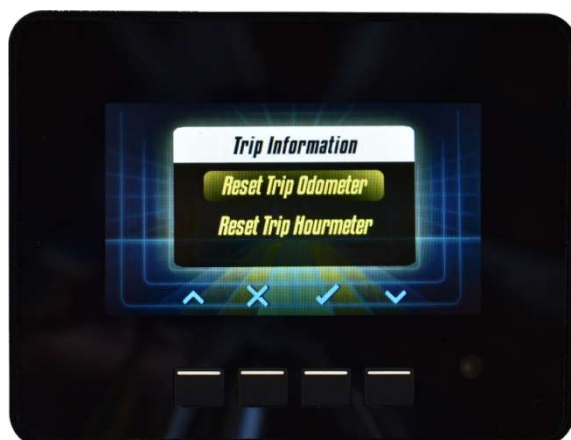 Trip Information
Reset Trip Odometer
Reset Trip Hourmeter